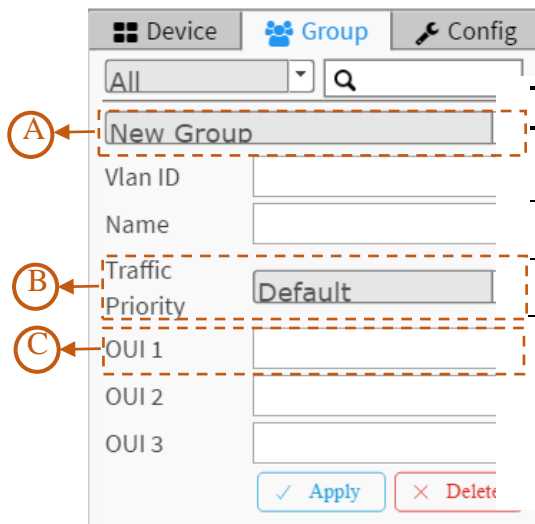 Device Group Config
All
A New Group
Vlan ID
Name
B Traffic
Priority Default
C OUI 1
OUI 2
OUI 3
Apply Delete